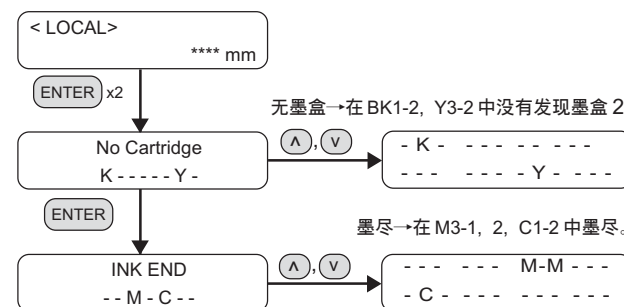 < LOCAL>
**** mm
ENTER x2
无墨盒→在 BK1-2, Y3-2 中没有发现墨盒 2
No Cartridge
K - - - - - Y -
∧ , ∨
- K -   - - -  - -  - - -
- - -   - - -  - Y -  - - -
ENTER
墨尽→在 M3-1, 2, C1-2 中墨尽。
INK END
- - M - C - -
∧ , ∨
- - -   - - -   M-M - - -
- C -  - - -  - - -  - - -